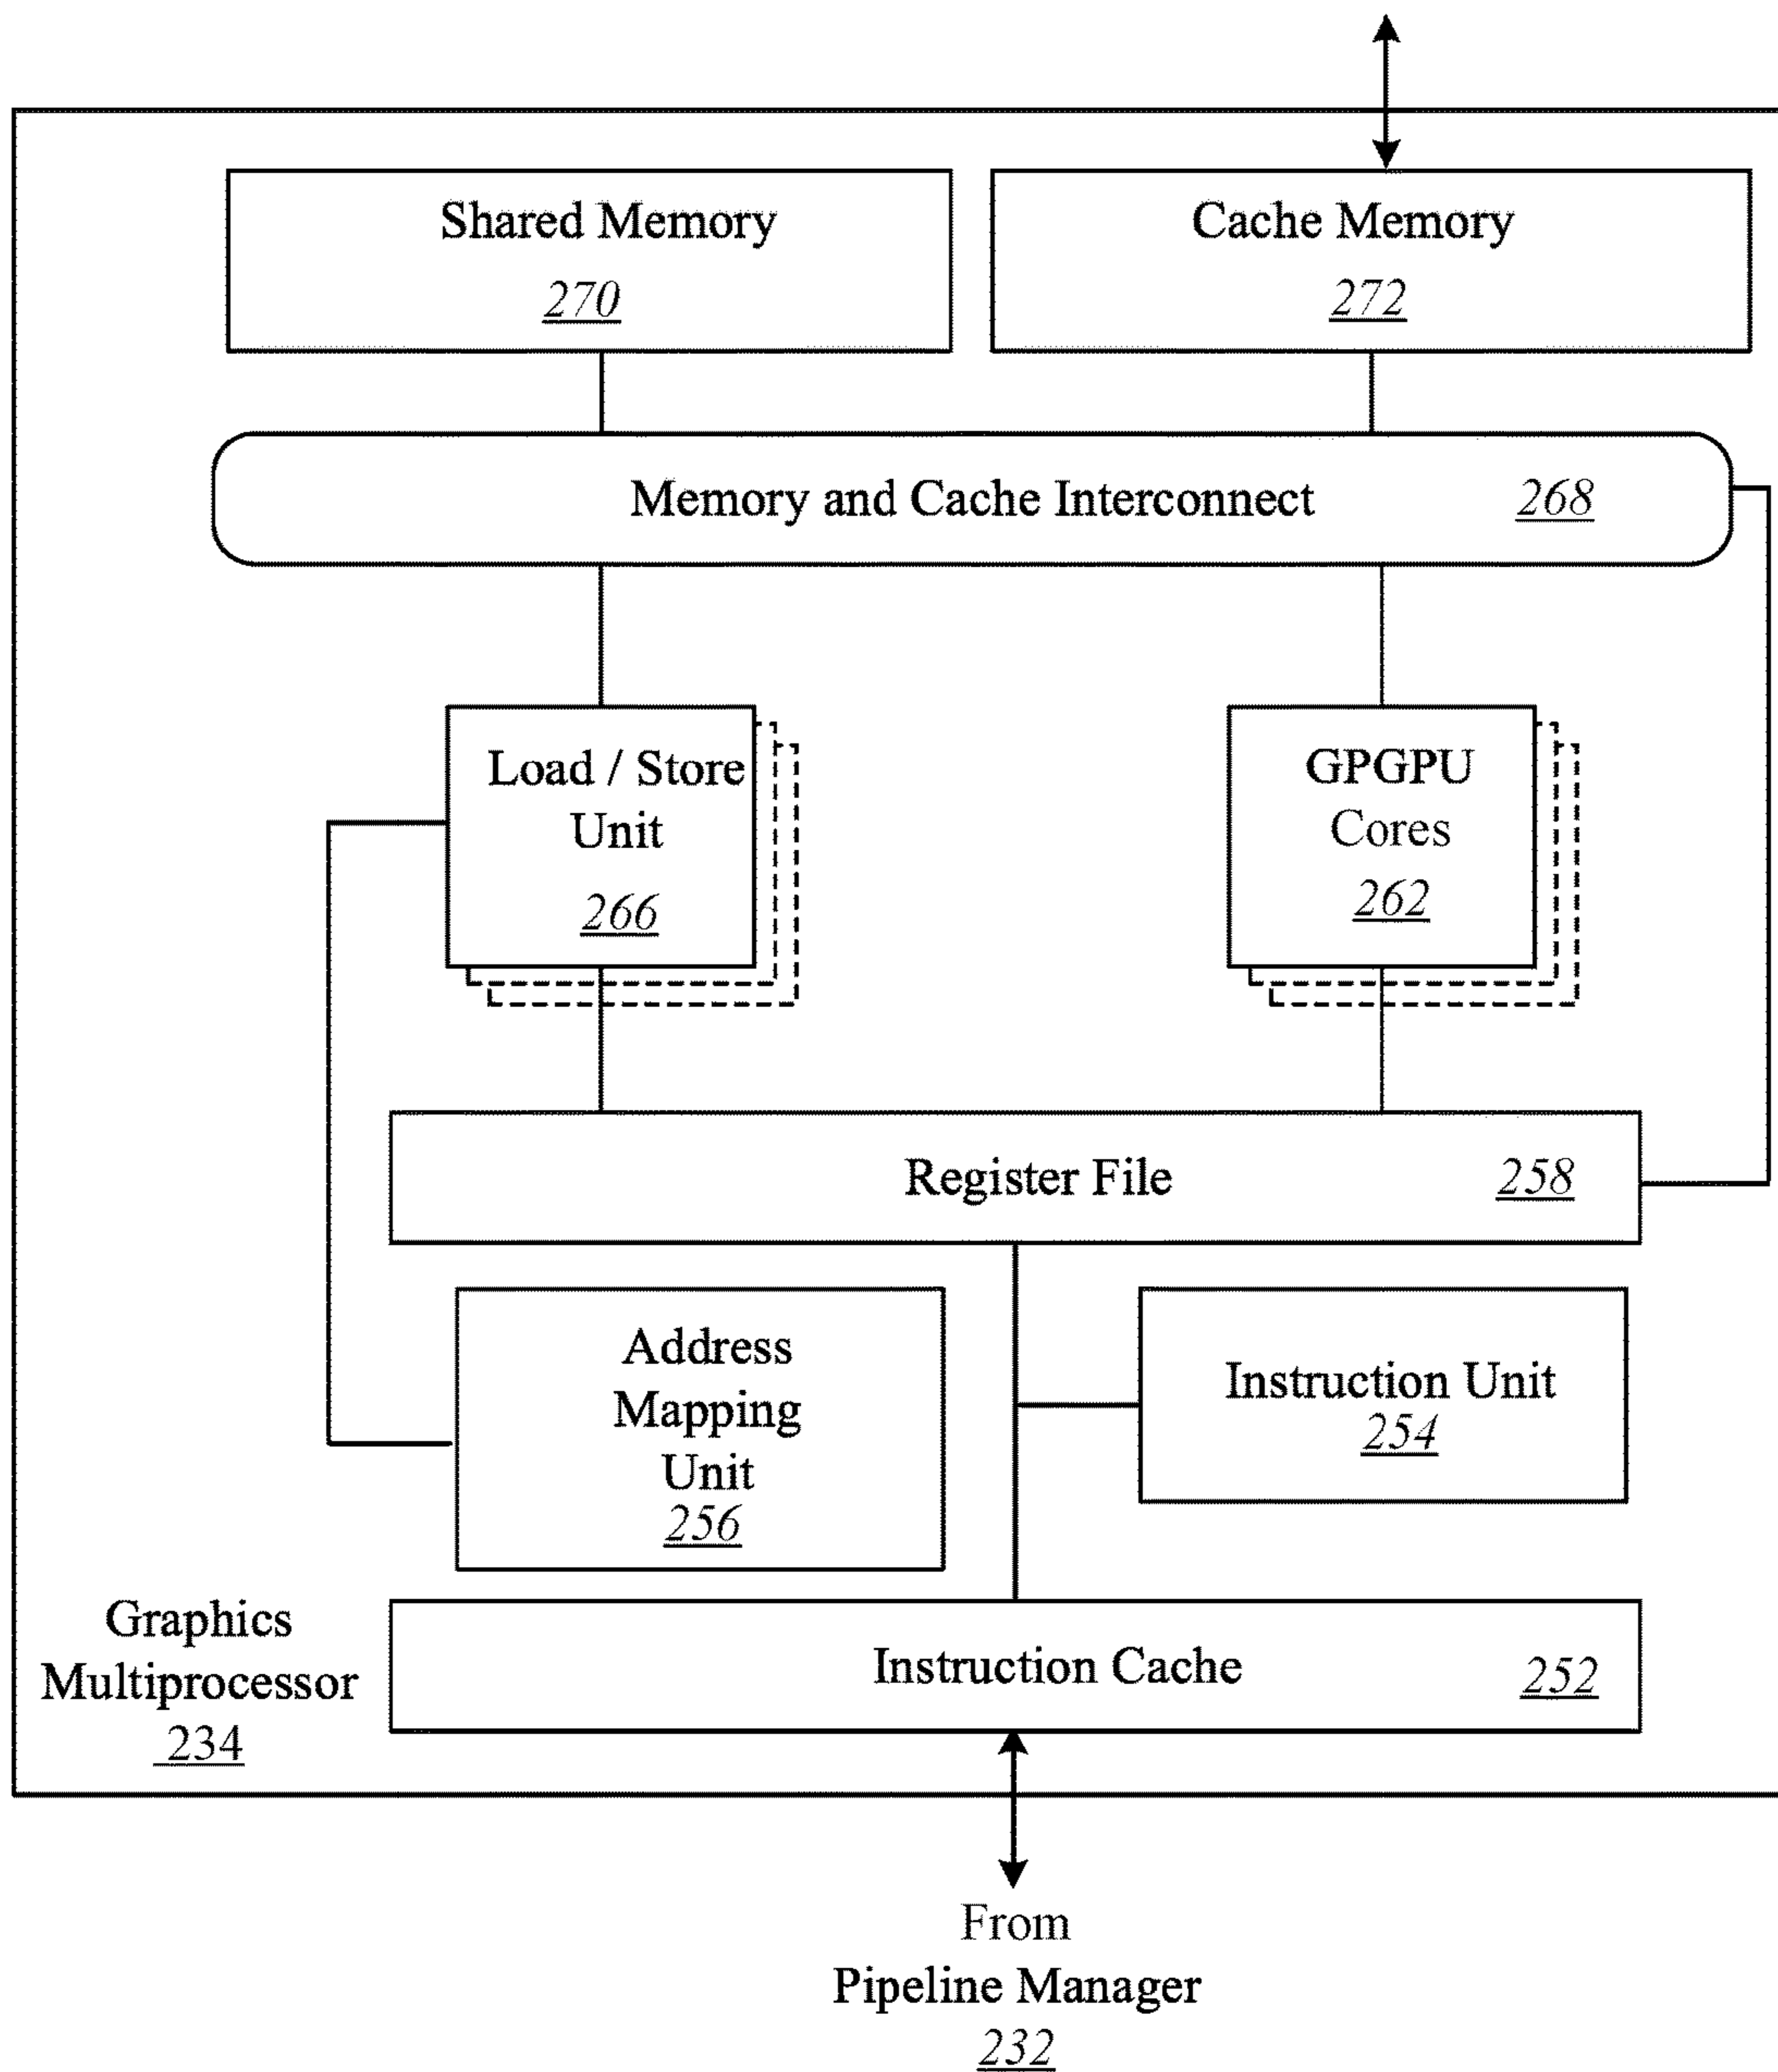 Shared Memory
270
Cache Memory
272
Memory and Cache Interconnect 268
Load / Store
Unit
266
GPGPU
Cores
262
Register File 258
Address
Mapping
Unit
256
Instruction Unit
254
Graphics
Multiprocessor
234
Instruction Cache 252
From
Pipeline Manager
232